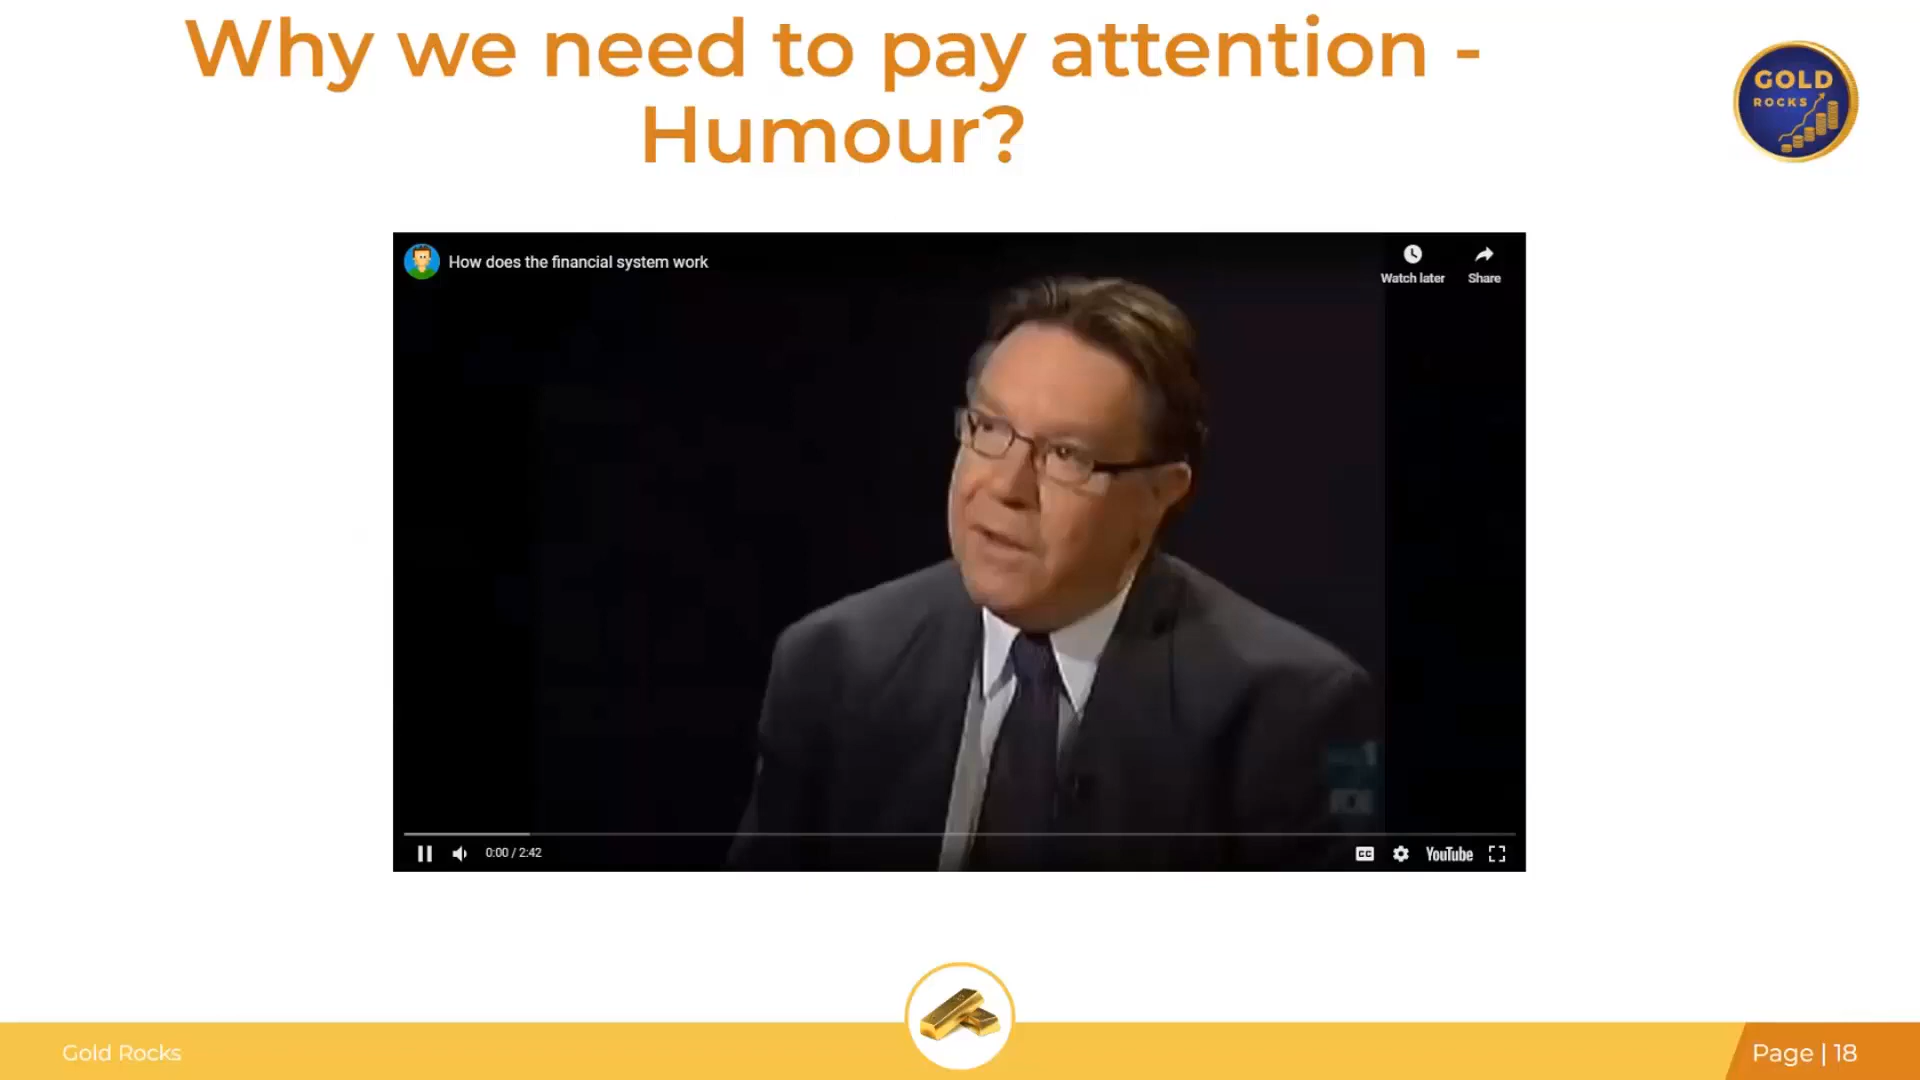 Why we need to pay attention -
Humour?
GOLD
ROCKS
How does the financial system work
Watch later
Share
0:00 / 2:42
CC
YouTube
Gold Rocks
Page | 18